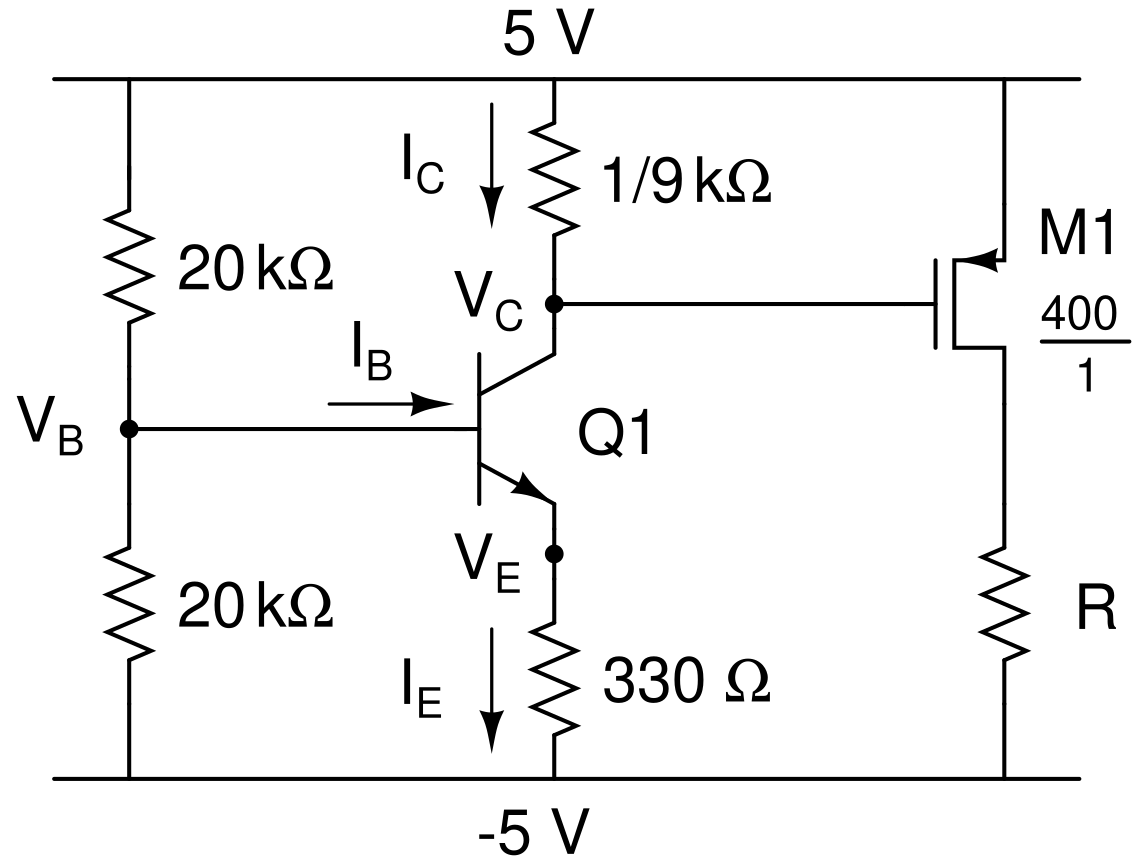 5 V
I_C
1/9 kΩ
M1
20 kΩ
V_C
400
1
I_B
V_B
Q1
V_E
20 kΩ
R
I_E
330 Ω
-5 V